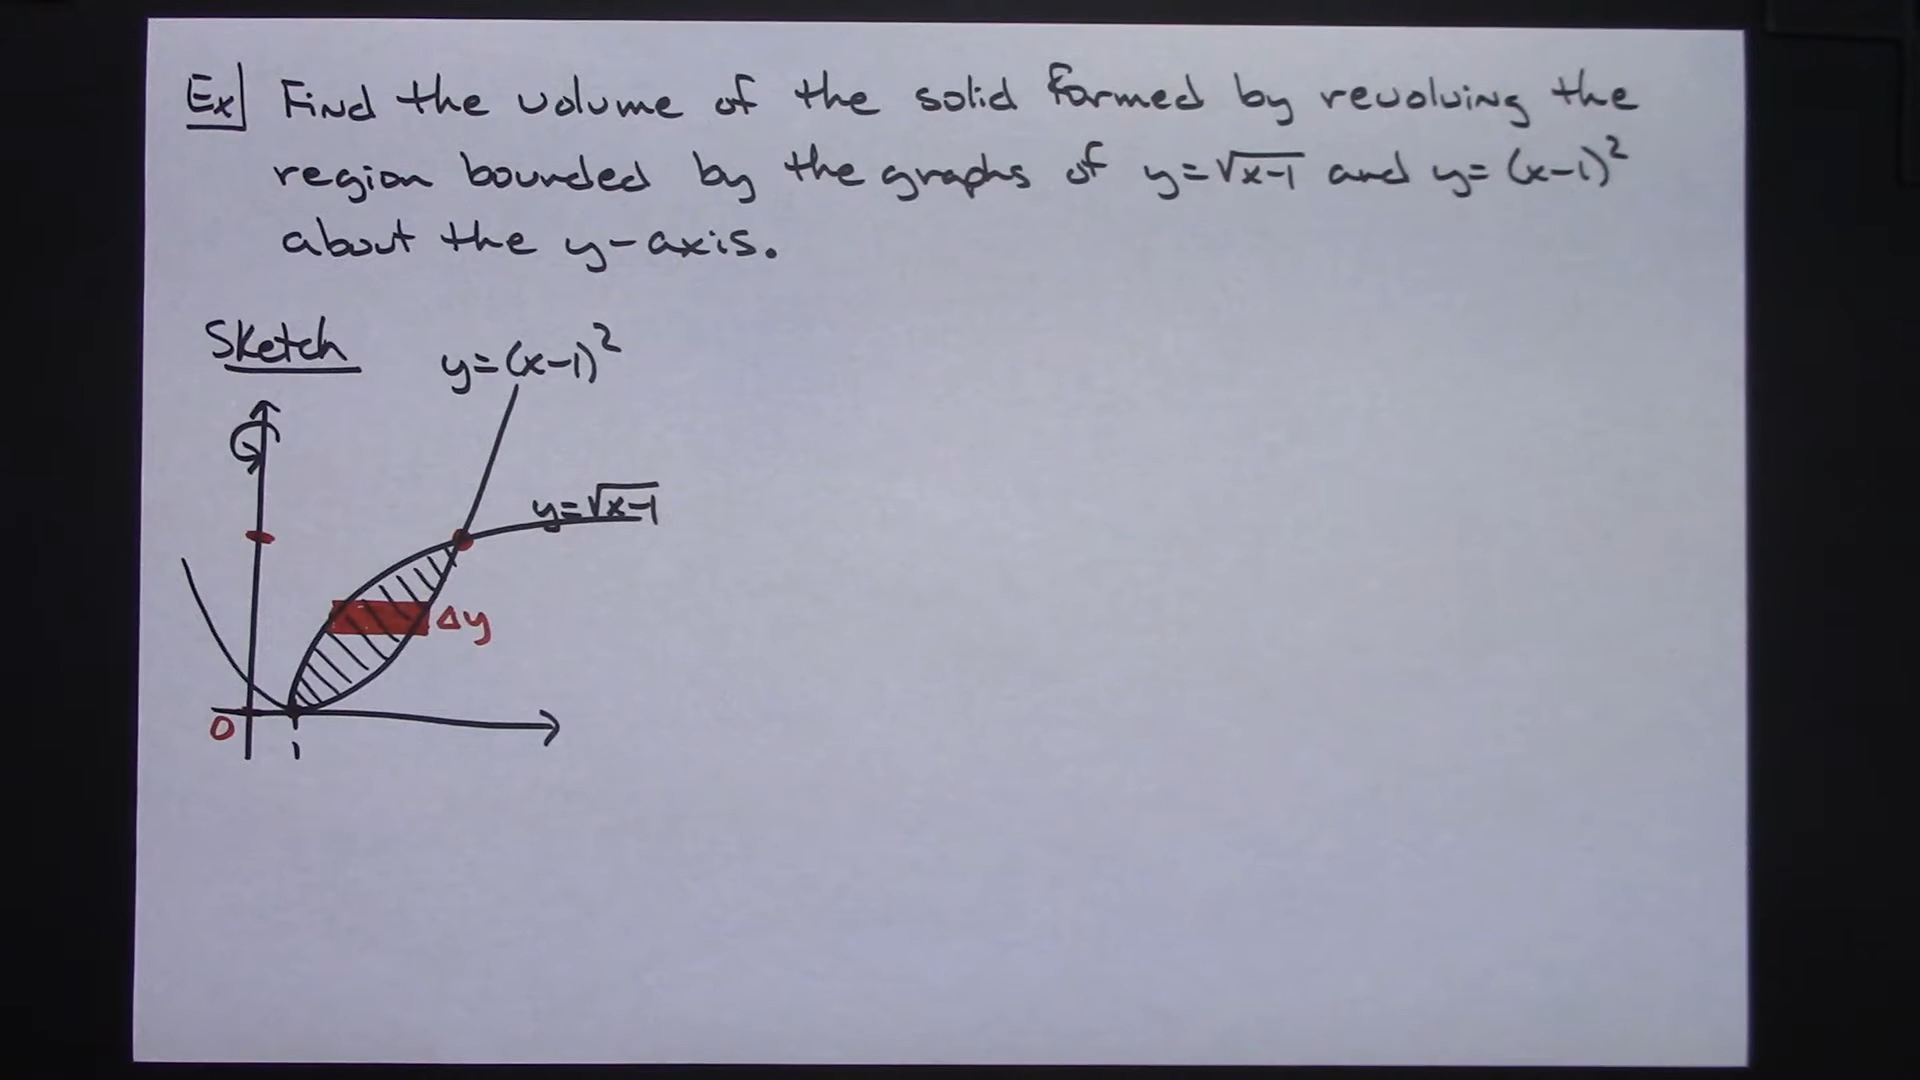 Ex Find the volume of the solid formed by revolving the
region bounded by the graphs of y=√x-1 and y=(x-1)²
about the y-axis.
Sketch
y=(x-1)²
y=√x-1
Δy
0
1